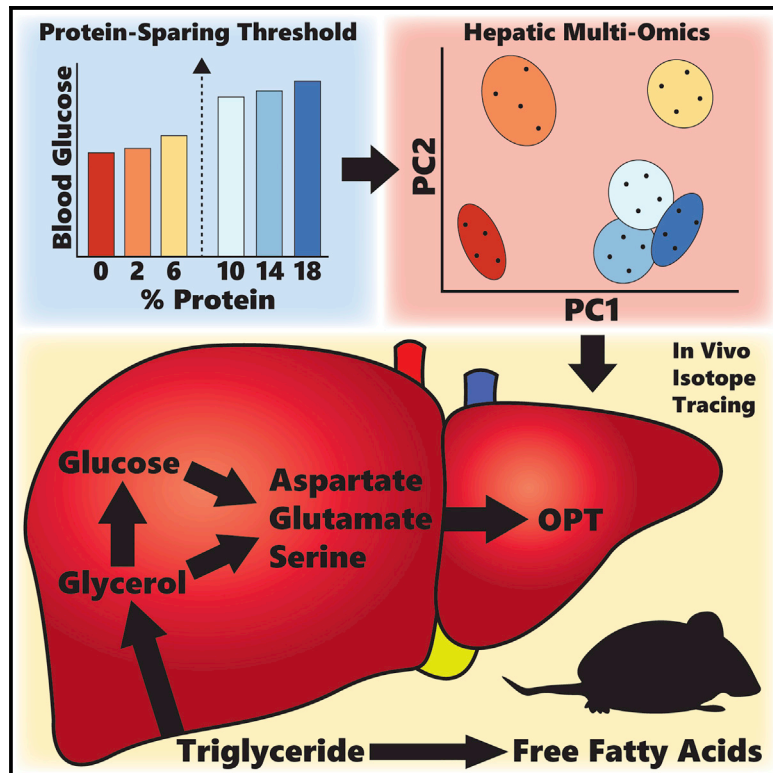 Protein-Sparing Threshold
Blood Glucose
0 2 6 10 14 18
% Protein
Hepatic Multi-Omics
PC2
PC1
In Vivo
Isotope
Tracing
Glucose
Glycerol
Aspartate
Glutamate
Serine
OPT
Triglyceride
Free Fatty Acids